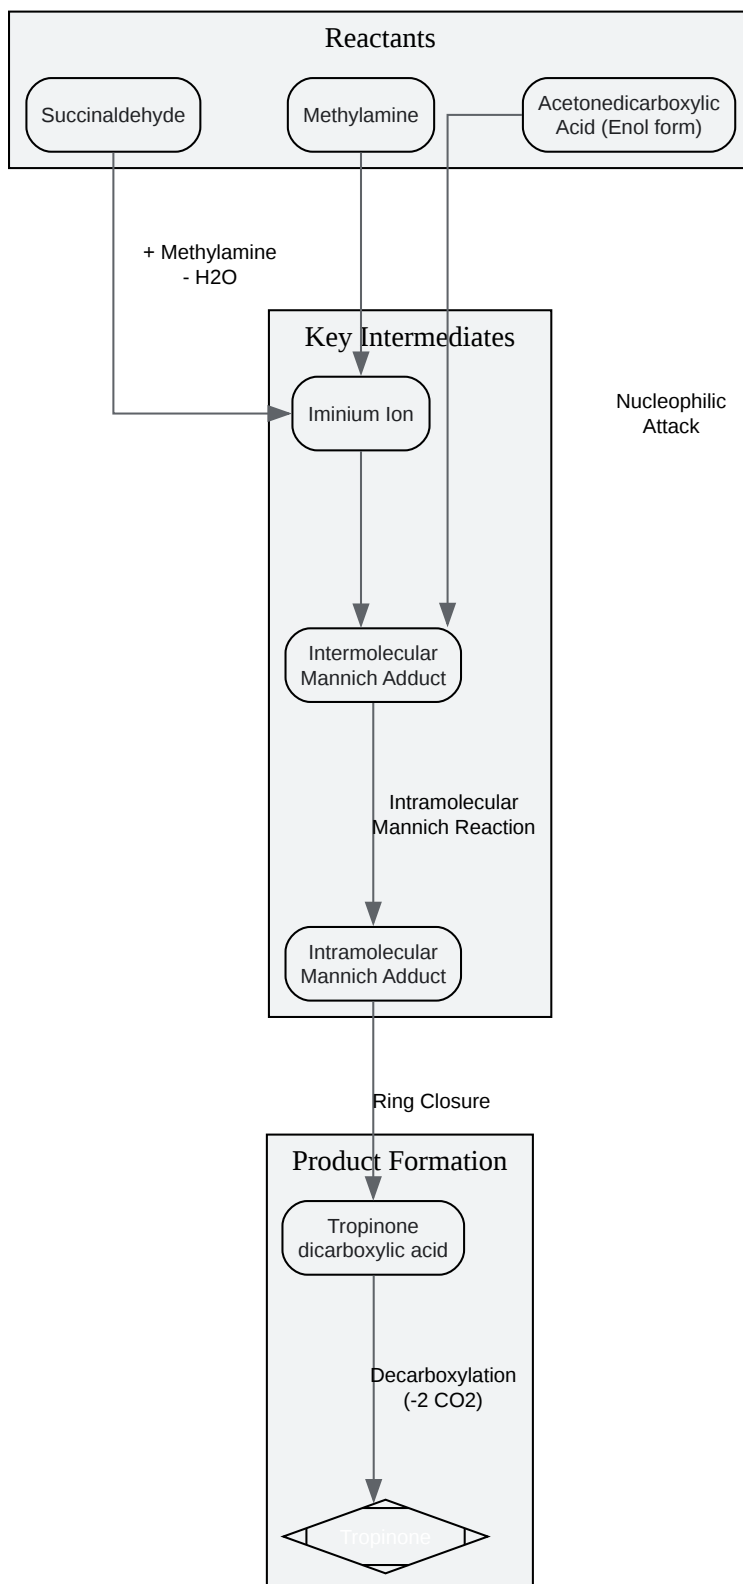 Reactants
Succinaldehyde
Methylamine
Acetonedicarboxylic
Acid (Enol form)
+ Methylamine
- H2O
Key Intermediates
Iminium Ion
Nucleophilic
Attack
Intermolecular
Mannich Adduct
Intramolecular
Mannich Reaction
Intramolecular
Mannich Adduct
Ring Closure
Product Formation
Tropinone
dicarboxylic acid
Decarboxylation
(-2 CO2)
Tropinone